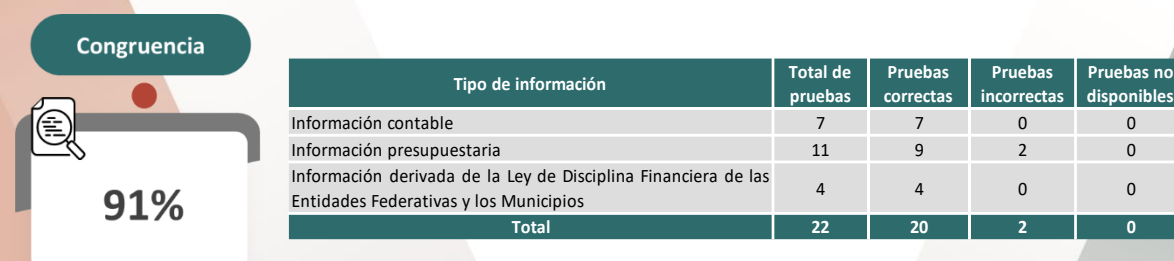 Congruencia
91%
Tipo de información Total de pruebas Pruebas correctas Pruebas incorrectas Pruebas no disponibles
Información contable 7 7 0 0
Información presupuestaria 11 9 2 0
Información derivada de la Ley de Disciplina Financiera de las
Entidades Federativas y los Municipios 4 4 0 0
Total 22 20 2 0